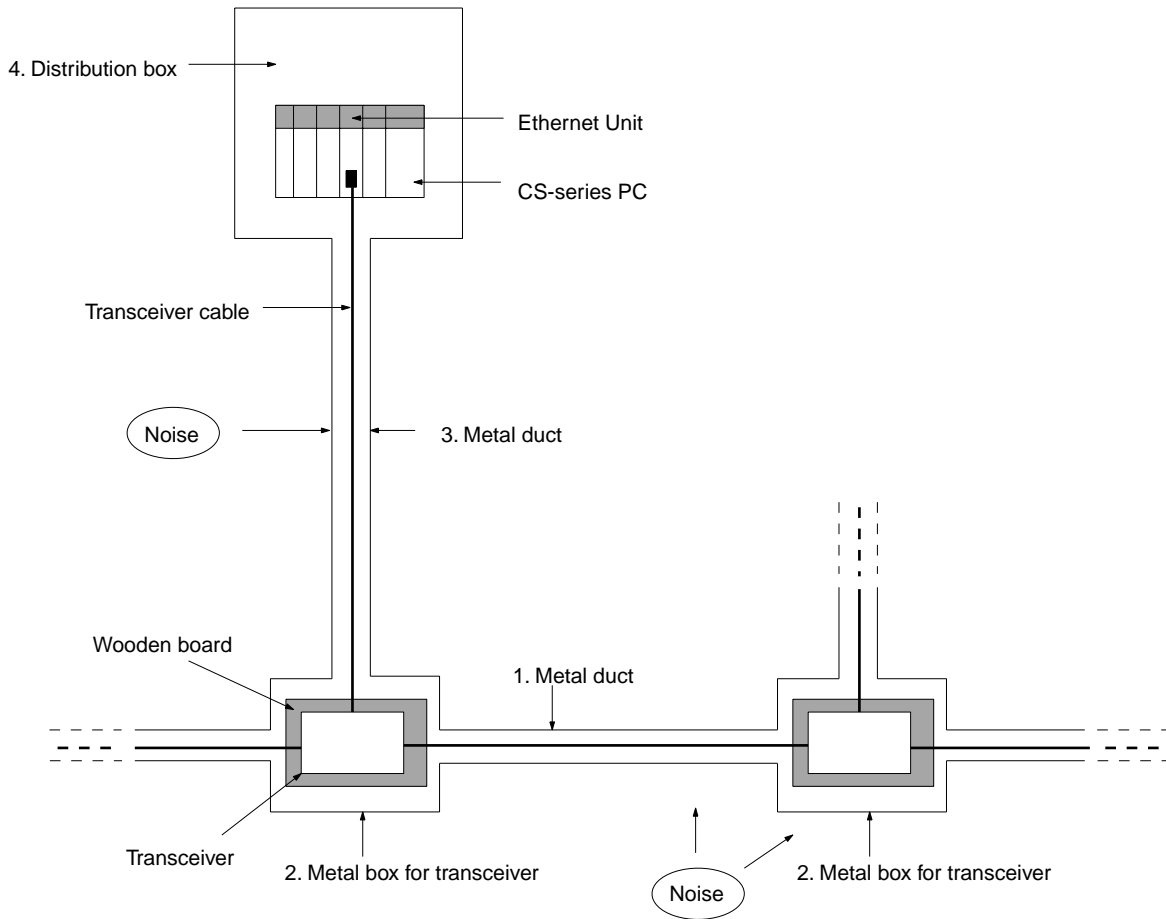 4. Distribution box
Ethernet Unit
CS-series PC
Transceiver cable
Noise
3. Metal duct
Wooden board
1. Metal duct
Transceiver
2. Metal box for transceiver
Noise
2. Metal box for transceiver